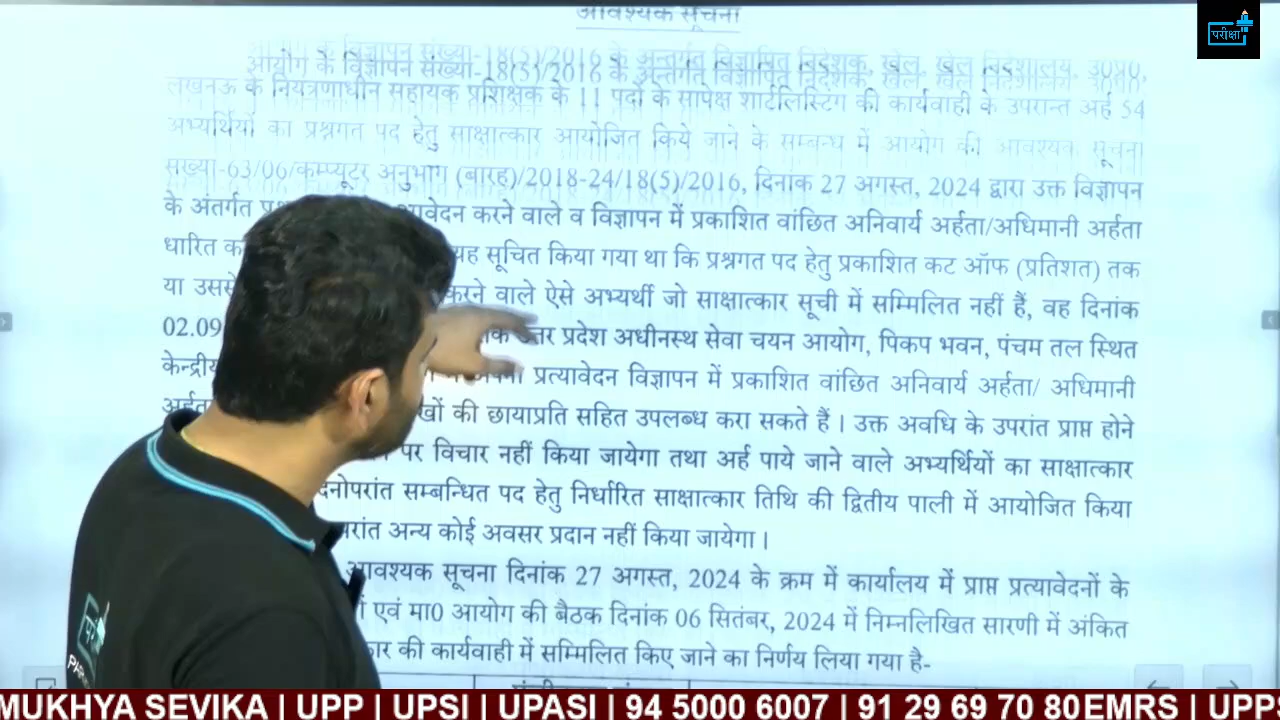 आवश्यक सूचना
परीक्षा
आयोग के विज्ञापन संख्या-18(5)/2016 के अन्तर्गत विज्ञापित निदेशक, खेल, खेल निदेशालय, उ0प्र0,
लखनऊ के नियंत्रणाधीन सहायक प्रशिक्षक के 11 पदों के सापेक्ष शार्टलिस्टिंग की कार्यवाही के उपरान्त अर्ह 54
अभ्यर्थियों का प्रश्नगत पद हेतु साक्षात्कार आयोजित किये जाने के सम्बन्ध में आयोग की आवश्यक सूचना
संख्या-63/06/कम्प्यूटर अनुभाग (बारह)/2018-24/18(5)/2016, दिनांक 27 अगस्त, 2024 द्वारा उक्त विज्ञापन
के अंतर्गत आवेदन करने वाले व विज्ञापन में प्रकाशित वांछित अनिवार्य अर्हता/अधिमानी अर्हता
धारित यह सूचित किया गया था कि प्रश्नगत पद हेतु प्रकाशित कट ऑफ (प्रतिशत) तक
या करने वाले ऐसे अभ्यर्थी जो साक्षात्कार सूची में सम्मिलित नहीं हैं, वह दिनांक
02.09 उत्तर प्रदेश अधीनस्थ सेवा चयन आयोग, पिकप भवन, पंचम तल स्थित
प्रत्यावेदन विज्ञापन में प्रकाशित वांछित अनिवार्य अर्हता/ अधिमानी
की छायाप्रति सहित उपलब्ध करा सकते हैं। उक्त अवधि के उपरांत प्राप्त होने
पर विचार नहीं किया जायेगा तथा अर्ह पाये जाने वाले अभ्यर्थियों का साक्षात्कार
सम्बन्धित पद हेतु निर्धारित साक्षात्कार तिथि की द्वितीय पाली में आयोजित किया
अन्य कोई अवसर प्रदान नहीं किया जायेगा।
आवश्यक सूचना दिनांक 27 अगस्त, 2024 के क्रम में कार्यालय में प्राप्त प्रत्यावेदनों के
एवं मा0 आयोग की बैठक दिनांक 06 सितंबर, 2024 में निम्नलिखित सारणी में अंकित
की कार्यवाही में सम्मिलित किए जाने का निर्णय लिया गया है-
MUKHYA SEVIKA | UPP | UPSI | UPASI | 94 5000 6007 | 91 29 69 70 80EMRS | UPPS